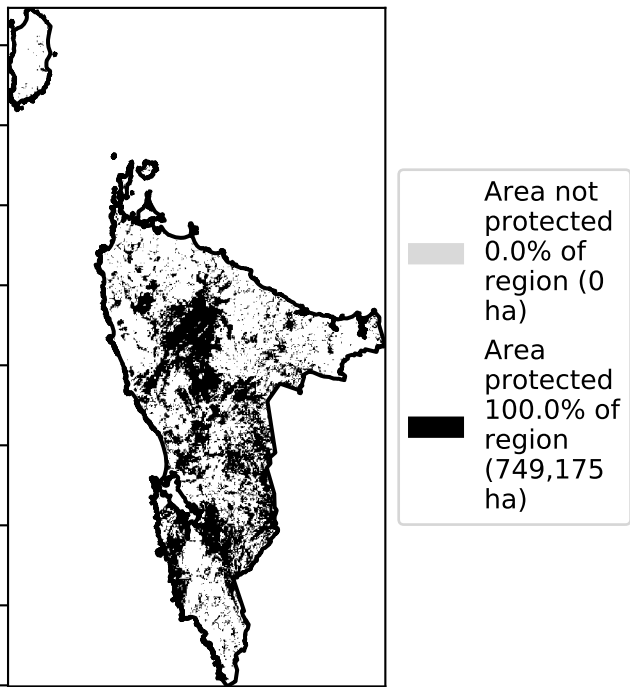 Area not
protected
0.0% of
region (0
ha)
Area
protected
100.0% of
region
(749,175
ha)